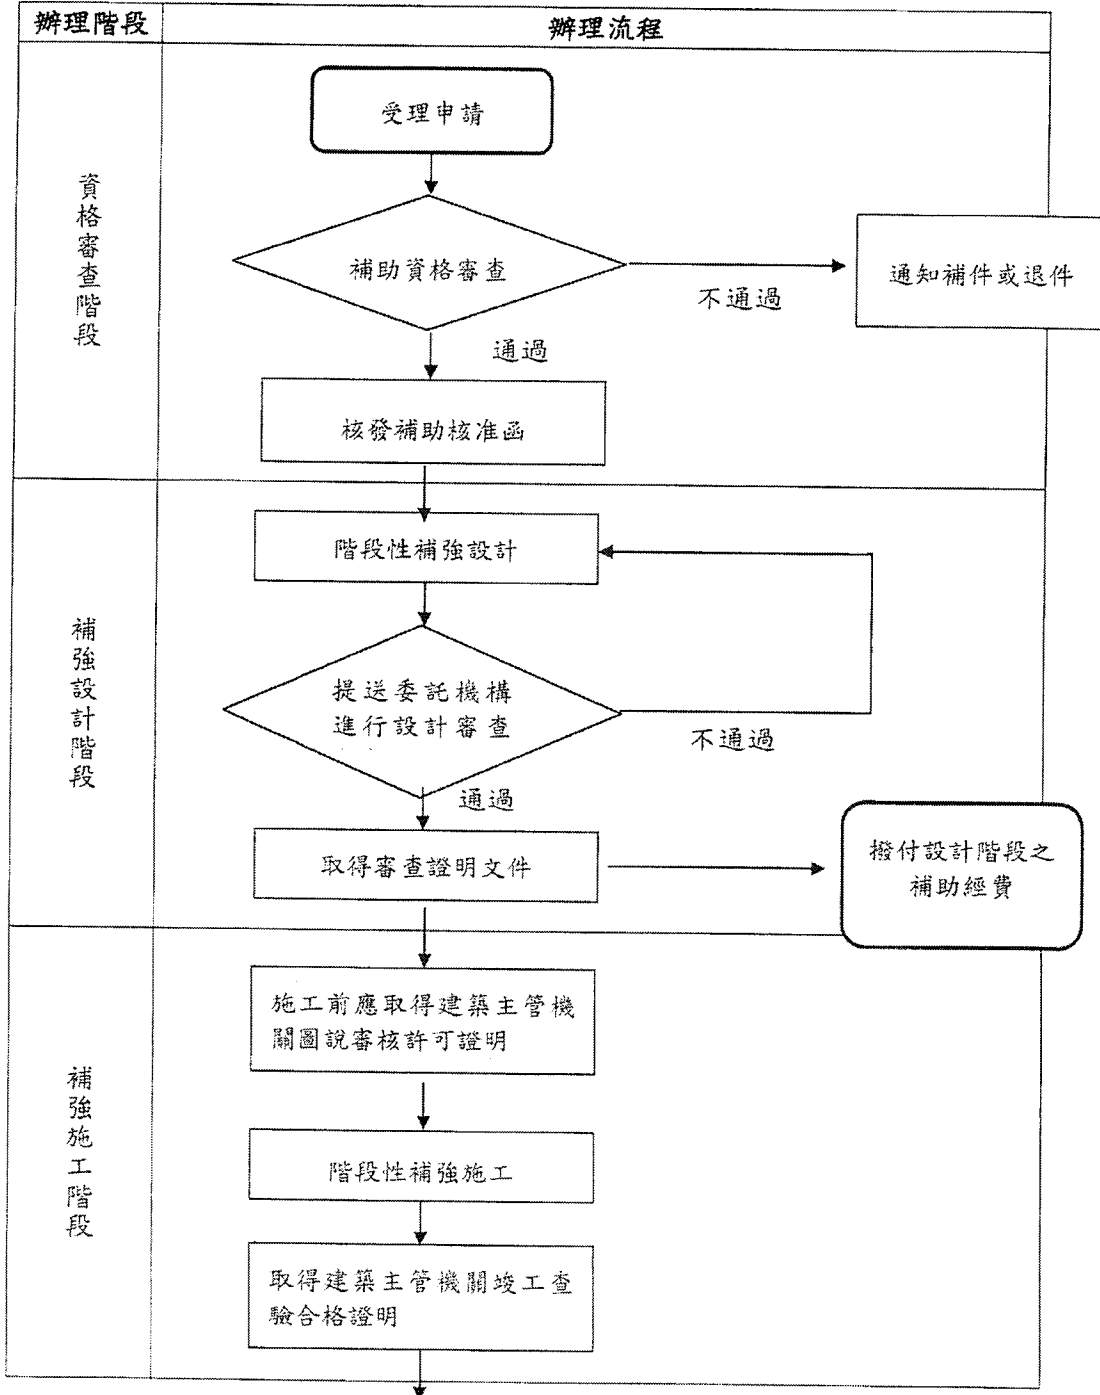 辦理階段
辦理流程
資格審查階段
受理申請
補助資格審查
不通過
通知補件或退件
通過
核發補助核准函
補強設計階段
階段性補強設計
提送委託機構
進行設計審查
不通過
通過
取得審查證明文件
撥付設計階段之
補助經費
補強施工階段
施工前應取得建築主管機
關圖說審核許可證明
階段性補強施工
取得建築主管機關竣工查
驗合格證明